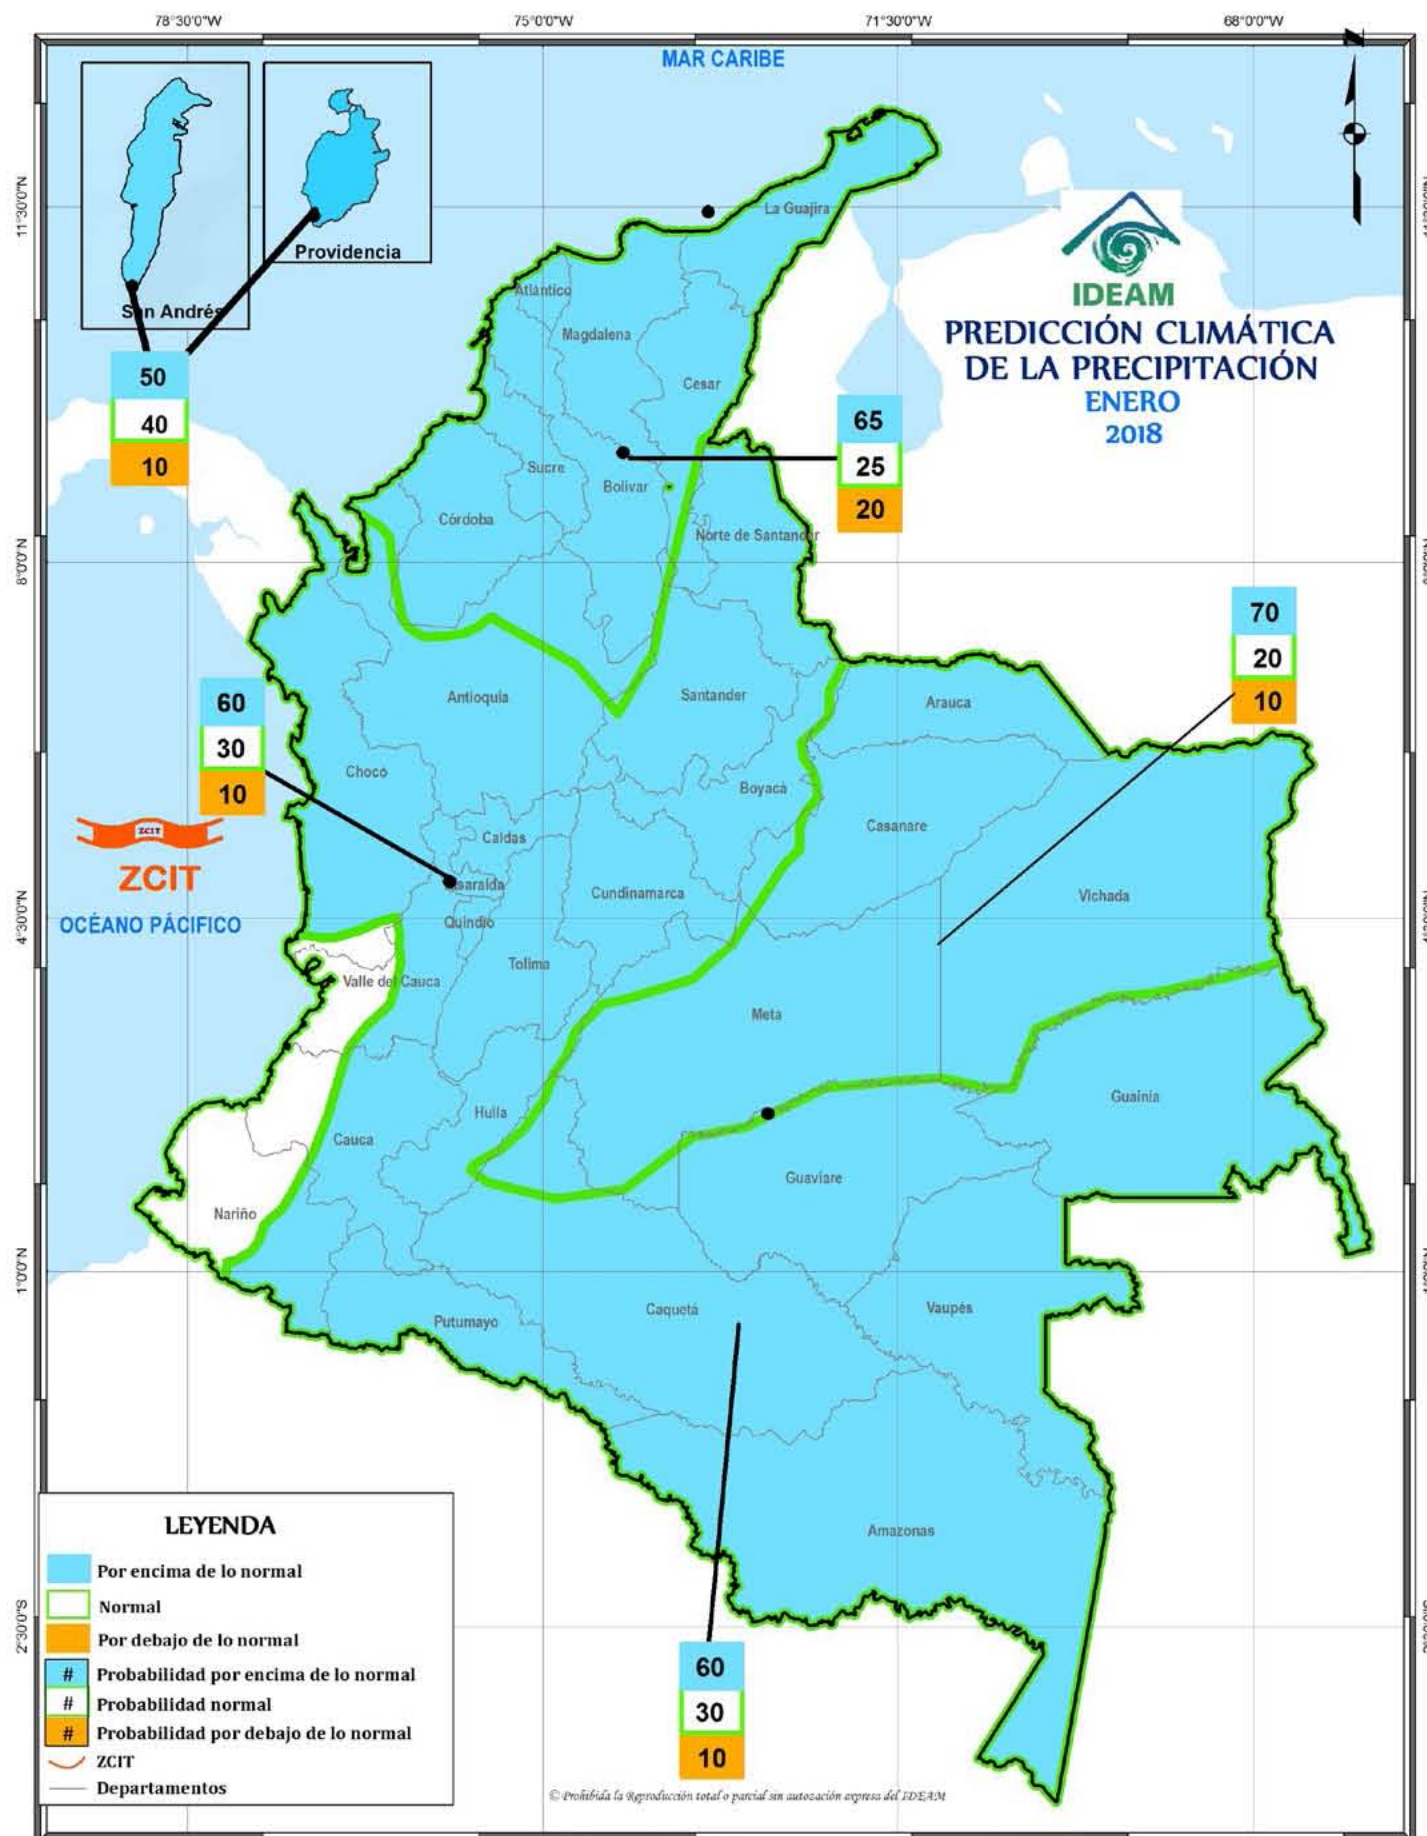 78°30'0"W
75°0'0"W
71°30'0"W
68°0'0"W
MAR CARIBE
N
11°30'0"N
8°0'0"N
4°30'0"N
1°0'0"N
2°30'0"S
San Andrés
Providencia
50
40
10
IDEAM
PREDICCIÓN CLIMÁTICA
DE LA PRECIPITACIÓN
ENERO
2018
La Guajira
Atlántico
Magdalena
Cesar
65
25
20
Sucre
Bolívar
Córdoba
Norte de Santander
70
20
10
60
30
10
Antioquia
Santander
Arauca
Chocó
Boyacá
Casanare
Caldas
Vichada
Cundinamarca
Quindío
Tolima
ZCIT
ZCIT
OCÉANO PÁCIFICO
Valle del Cauca
Meta
Huila
Guainía
Cauca
Guaviare
Nariño
Caquetá
Vaupés
Putumayo
Amazonas
60
30
10
LEYENDA
Por encima de lo normal
Normal
Por debajo de lo normal
# Probabilidad por encima de lo normal
# Probabilidad normal
# Probabilidad por debajo de lo normal
ZCIT
Departamentos
© Prohibida la Reproducción total o parcial sin autozación expresa del IDEAM